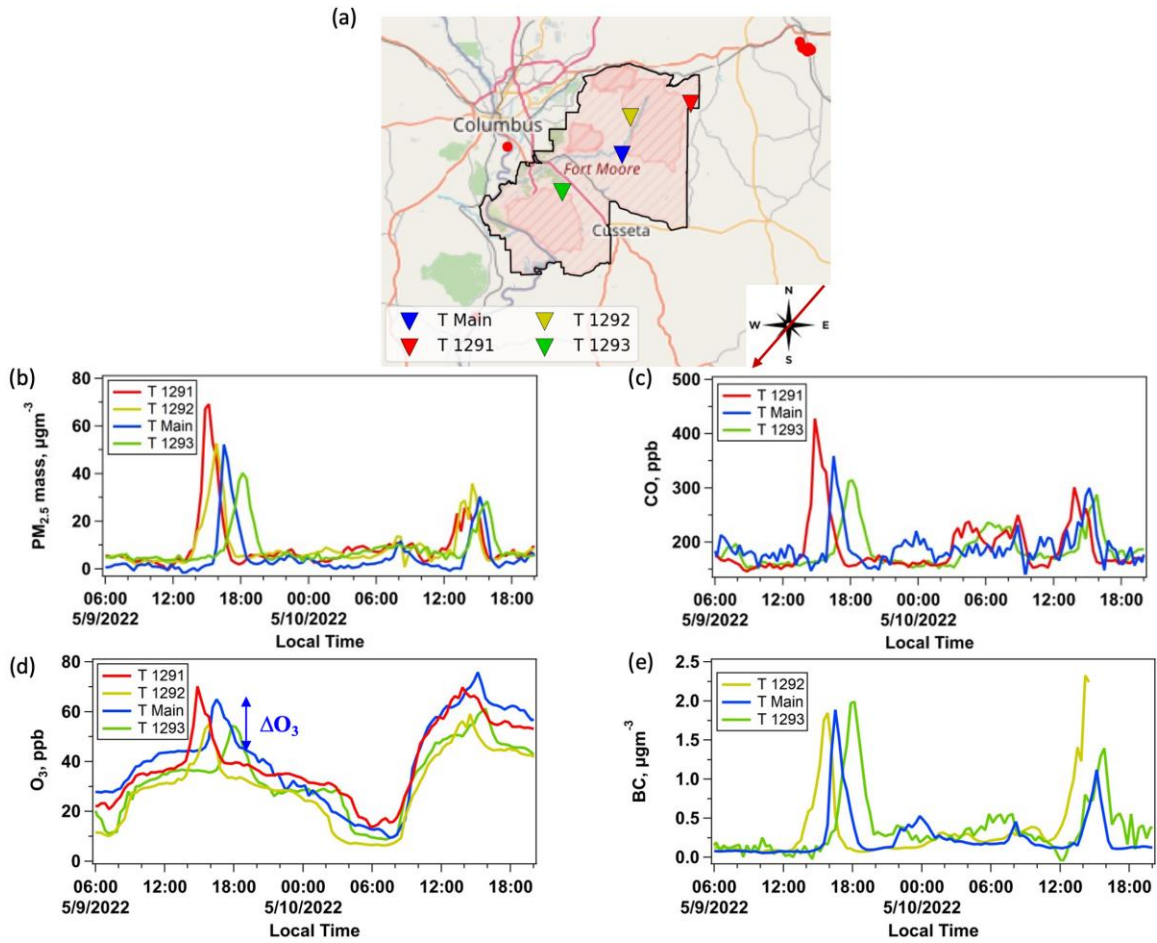 (a)
Columbus
Fort Moore
Cusseta
T Main
T 1292
T 1291
T 1293
N
W
E
S
(b)
80
60
40
20
0
PM2.5 mass, µgm-3
T 1291
T 1292
T Main
T 1293
06:00 12:00 18:00 00:00 06:00 12:00 18:00
5/9/2022 5/10/2022
Local Time
(c)
500
400
300
200
CO, ppb
T 1291
T Main
T 1293
06:00 12:00 18:00 00:00 06:00 12:00 18:00
5/9/2022 5/10/2022
Local Time
(d)
80
60
40
20
0
O3, ppb
T 1291
T 1292
T Main
T 1293
ΔO3
06:00 12:00 18:00 00:00 06:00 12:00 18:00
5/9/2022 5/10/2022
Local Time
(e)
2.5
2.0
1.5
1.0
0.5
0.0
BC, µgm-3
T 1292
T Main
T 1293
06:00 12:00 18:00 00:00 06:00 12:00 18:00
5/9/2022 5/10/2022
Local Time